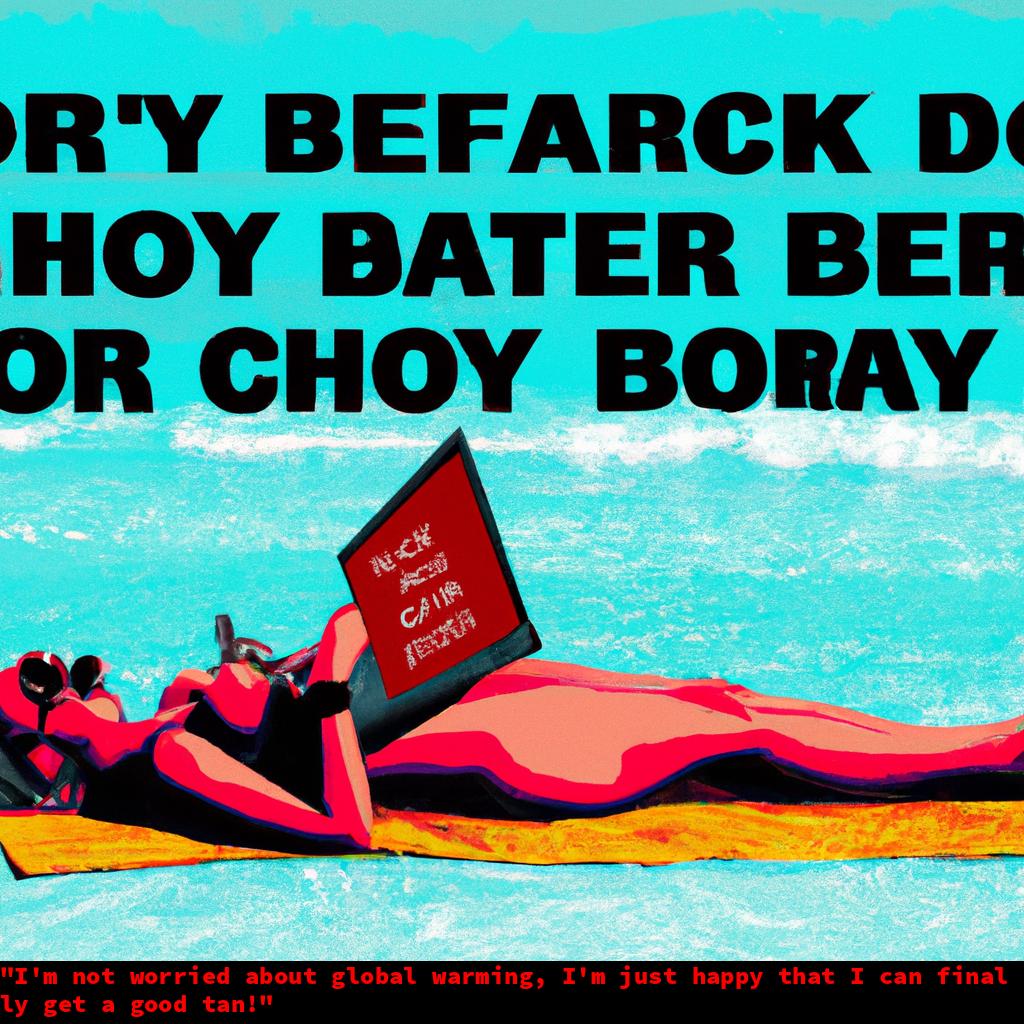 OR'Y BEFARCK DO
HOY BATER BER
OR CHOY BORAY
"I'm not worried about global warming, I'm just happy that I can final
ly get a good tan!"